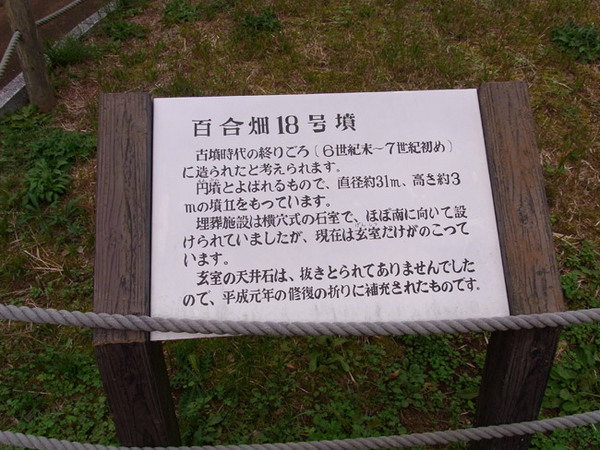 百合畑18号墳
古墳時代の終りごろ(6世紀末~7世紀初め)
に造られたと考えられます。
円墳とよばれるもので、直径約31m、高さ約3
mの墳丘をもっています。
埋葬施設は横穴式の石室で、ほぼ南に向いて設
けられていましたが、現在は玄室だけがのこって
います。
玄室の天井石は、抜きとられてありませんでした
ので、平成元年の修復の折りに補充されたものです。